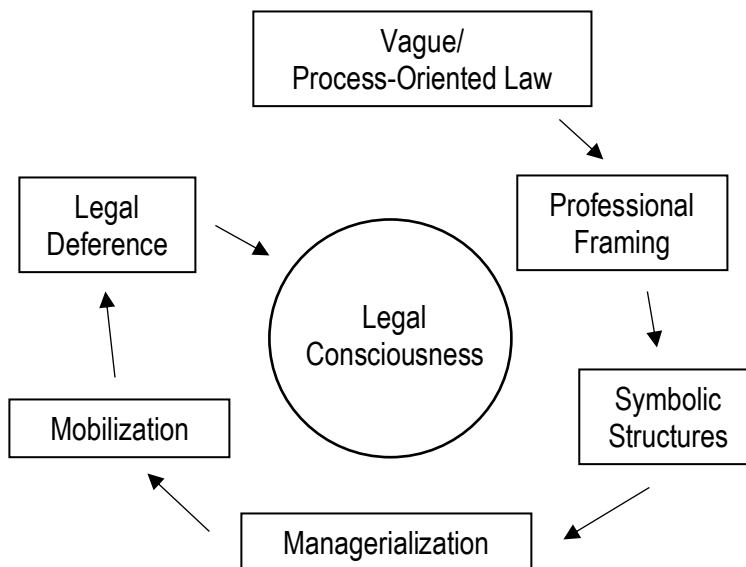 Vague/
Process-Oriented Law
Professional
Framing
Symbolic
Structures
Managerialization
Mobilization
Legal
Deference
Legal
Consciousness